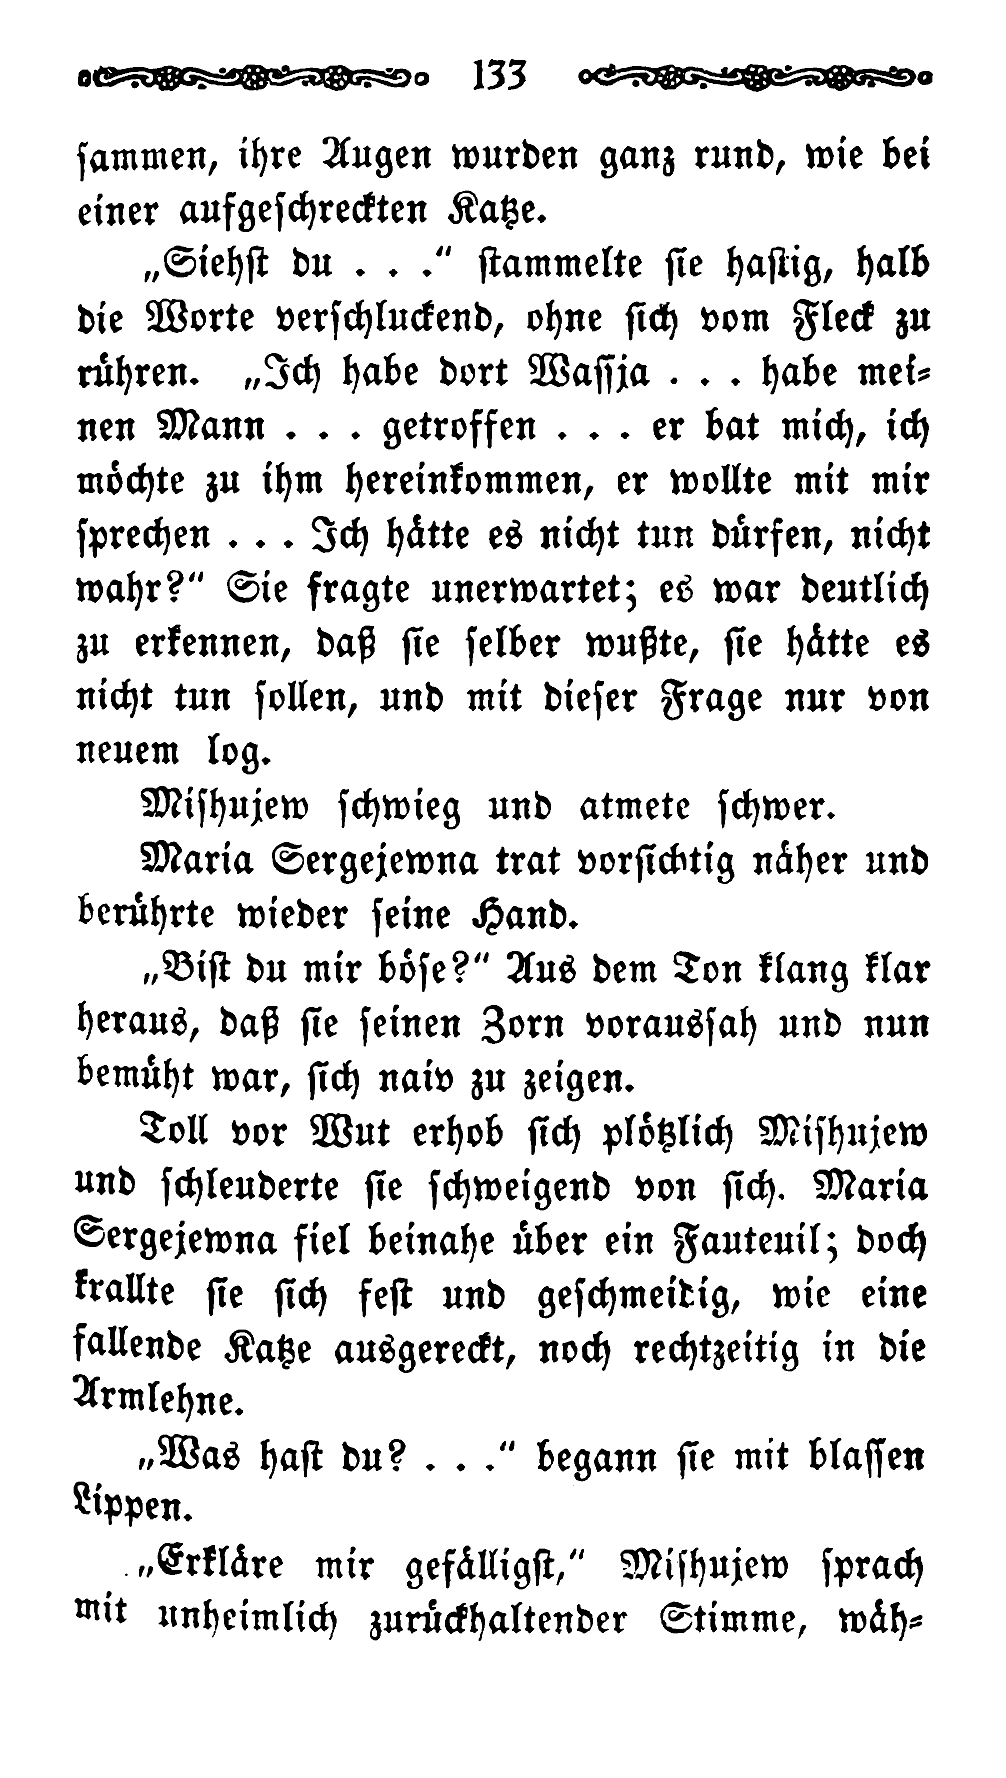 133
sammen, ihre Augen wurden ganz rund, wie bei
einer aufgeschreckten Katze.
„Siehst du . . .“ stammelte sie hastig, halb
die Worte verschluckend, ohne sich vom Fleck zu
rühren. „Ich habe dort Wassja . . . habe mei⸗
nen Mann . . . getroffen . . . er bat mich, ich
möchte zu ihm hereinkommen, er wollte mit mir
sprechen . . . Ich hätte es nicht tun dürfen, nicht
wahr?“ Sie fragte unerwartet; es war deutlich
zu erkennen, daß sie selber wußte, sie hätte es
nicht tun sollen, und mit dieser Frage nur von
neuem log.
Mishujew schwieg und atmete schwer.
Maria Sergejewna trat vorsichtig näher und
berührte wieder seine Hand.
„Bist du mir böse?“ Aus dem Ton klang klar
heraus, daß sie seinen Zorn voraussah und nun
bemüht war, sich naiv zu zeigen.
Toll vor Wut erhob sich plötzlich Mishujew
und schleuderte sie schweigend von sich. Maria
Sergejewna fiel beinahe über ein Fauteuil; doch
krallte sie sich fest und geschmeidig, wie eine
fallende Katze ausgereckt, noch rechtzeitig in die
Armlehne.
„Was hast du? . . .“ begann sie mit blassen
Lippen.
„Erkläre mir gefälligst,“ Mishujew sprach
mit unheimlich zurückhaltender Stimme, wäh⸗